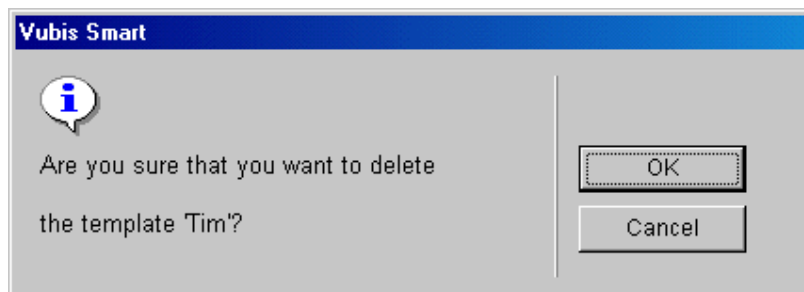 Vubis Smart
Are you sure that you want to delete
the template 'Tim'?
OK
Cancel